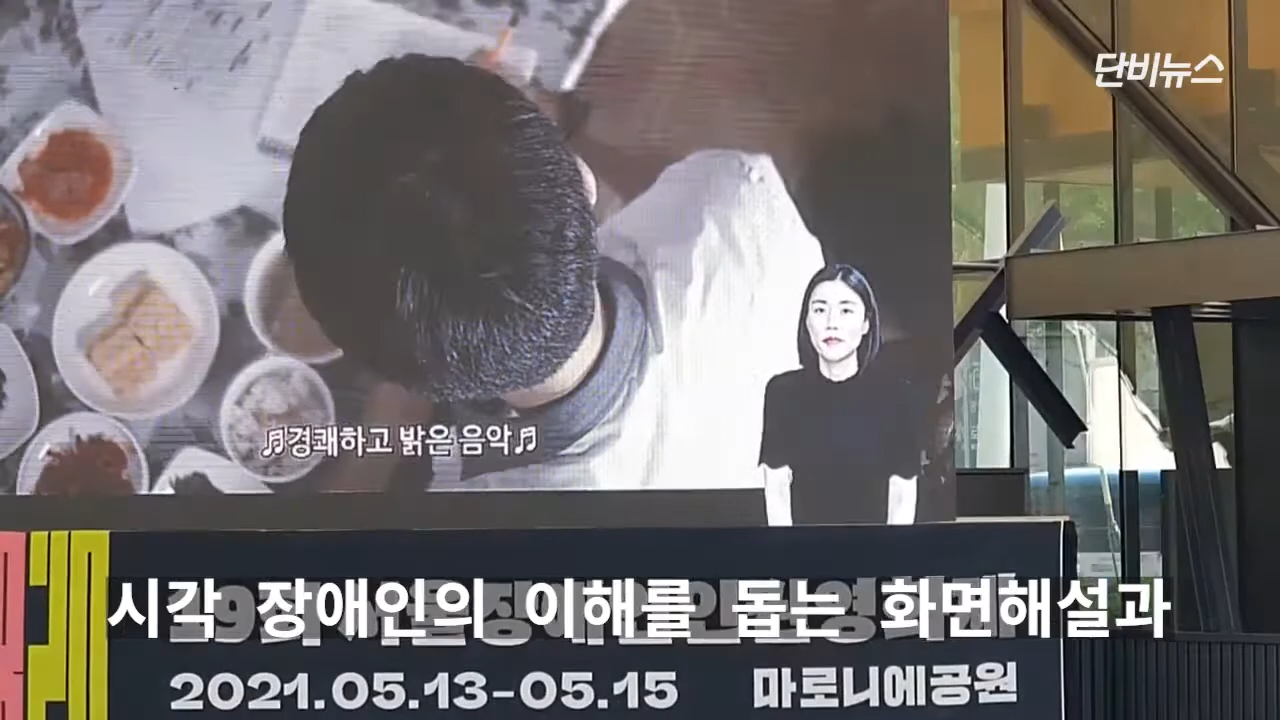 단비뉴스
♬경쾌하고 밝은 음악♬
시각 장애인의 이해를 돕는 화면해설과
2021.05.13-05.15 마로니에공원